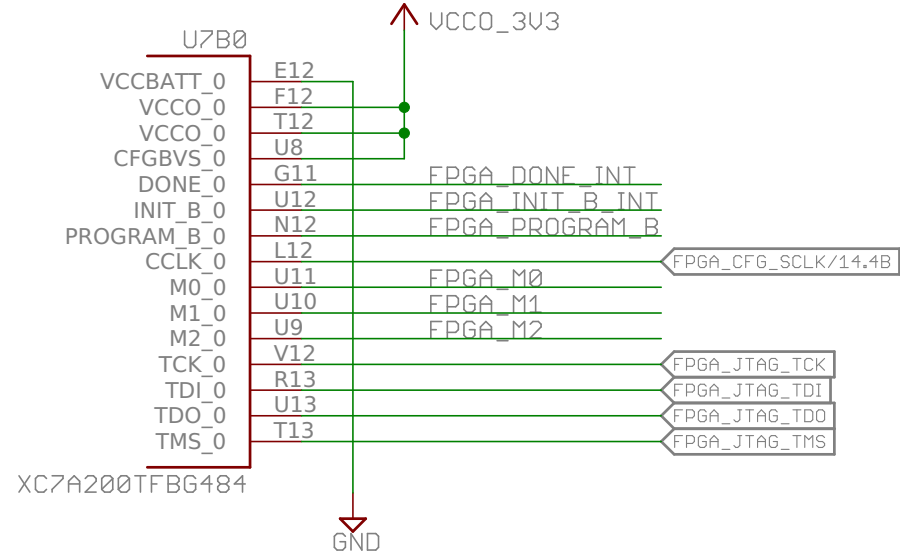 VCCO_3V3
U7B0
VCCBATT_0 E12
VCCO_0 F12
VCCO_0 T12
CFGBVS_0 U8
DONE_0 G11 FPGA_DONE_INT
INIT_B_0 U12 FPGA_INIT_B_INT
PROGRAM_B_0 N12 FPGA_PROGRAM_B
CCLK_0 L12 FPGA_CFG_SCLK/14.4B
M0_0 U11 FPGA_M0
M1_0 U10 FPGA_M1
M2_0 U9 FPGA_M2
TCK_0 V12 FPGA_JTAG_TCK
TDI_0 R13 FPGA_JTAG_TDI
TDO_0 U13 FPGA_JTAG_TDO
TMS_0 T13 FPGA_JTAG_TMS
XC7A200TFBG484
GND